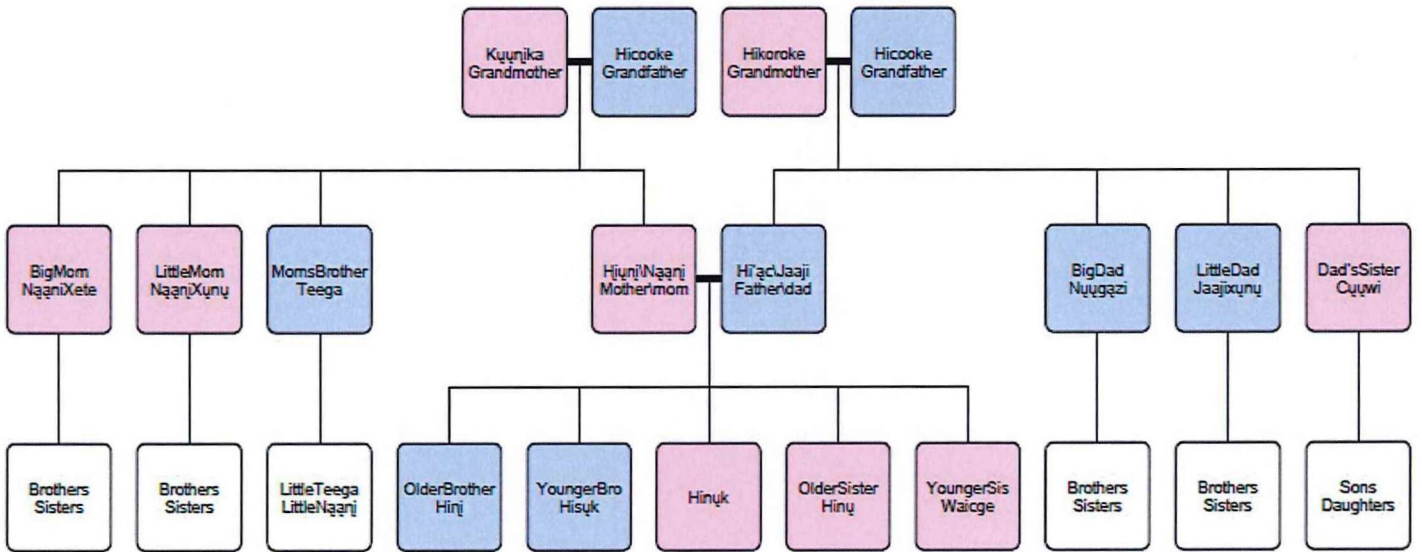 Kųųnįka
Grandmother
Hicooke
Grandfather
Hikoroke
Grandmother
Hicooke
Grandfather
BigMom
NąąniXete
LittleMom
NąąnįXųnų
MomsBrother
Teega
Hįųnį\Nąąnį
Mother\mom
Hi'ąc\Jaaji
Father\dad
BigDad
Nųųgązi
LittleDad
Jaajixųnų
Dad'sSister
Cųųwi
Brothers
Sisters
Brothers
Sisters
LittleTeega
LittleNąąnį
OlderBrother
Hinį
YoungerBro
Hisųk
Hinųk
OlderSister
Hinų
YoungerSis
Waicge
Brothers
Sisters
Brothers
Sisters
Sons
Daughters